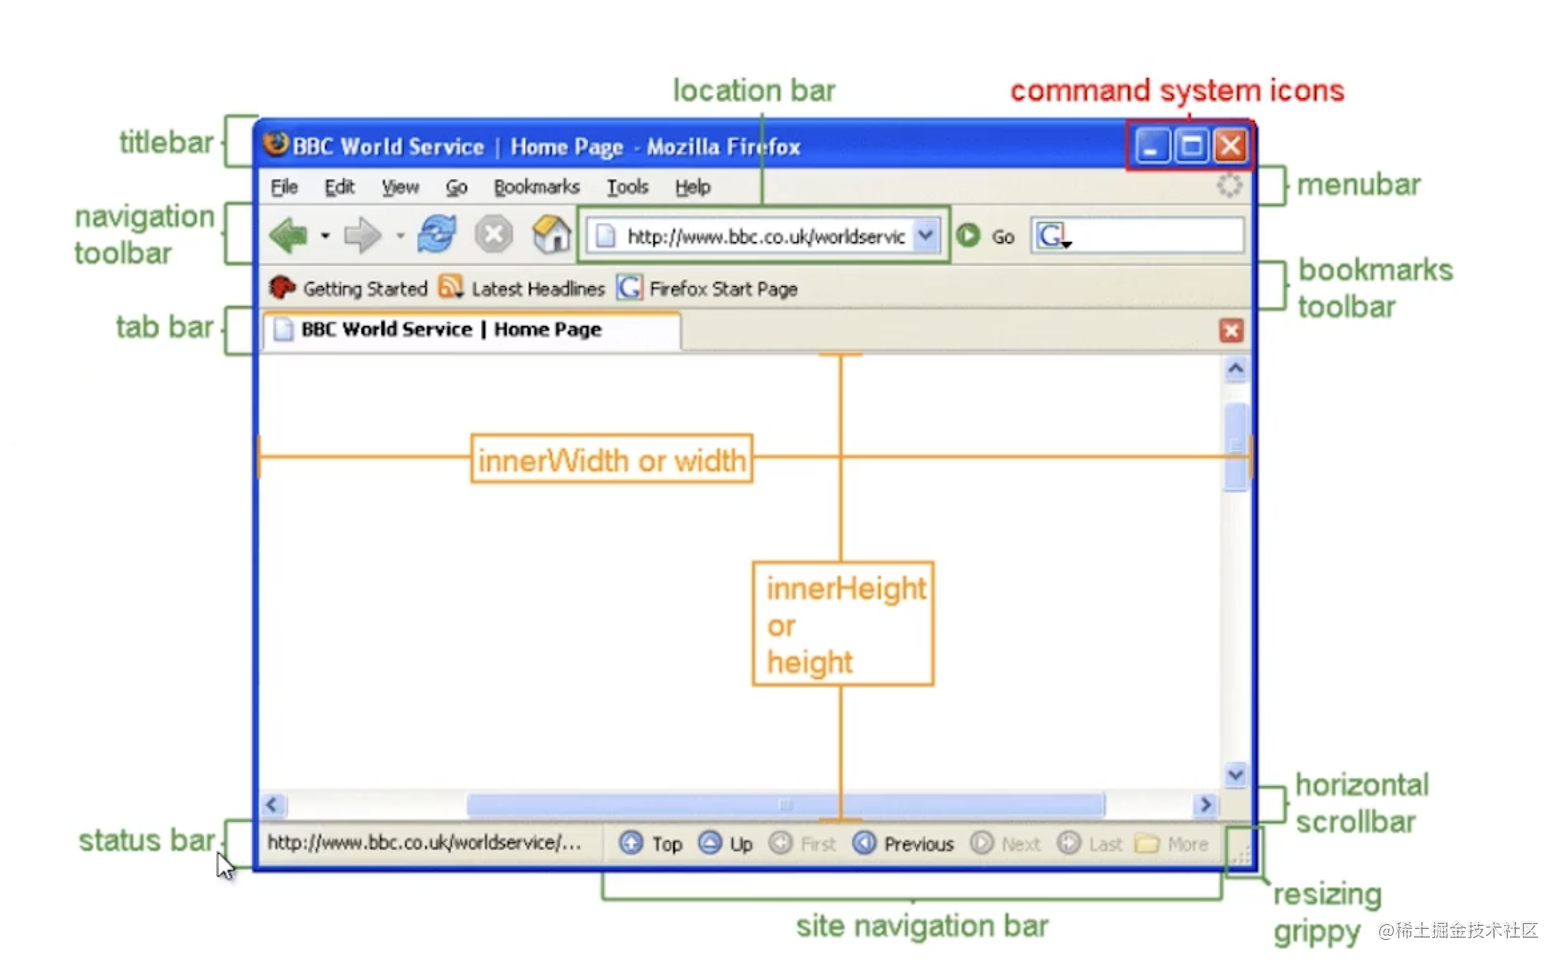 location bar
command system icons
titlebar
BBC World Service | Home Page - Mozilla Firefox
File Edit View Go Bookmarks Tools Help
menubar
navigation
toolbar
http://www.bbc.co.uk/worldservic
Go
G
Getting Started Latest Headlines G Firefox Start Page
bookmarks
toolbar
tab bar
BBC World Service | Home Page
innerWidth or width
innerHeight
or
height
horizontal
scrollbar
status bar
http://www.bbc.co.uk/worldservice/...
Top Up First Previous Next Last More
resizing
grippy
site navigation bar
@稀土掘金技术社区